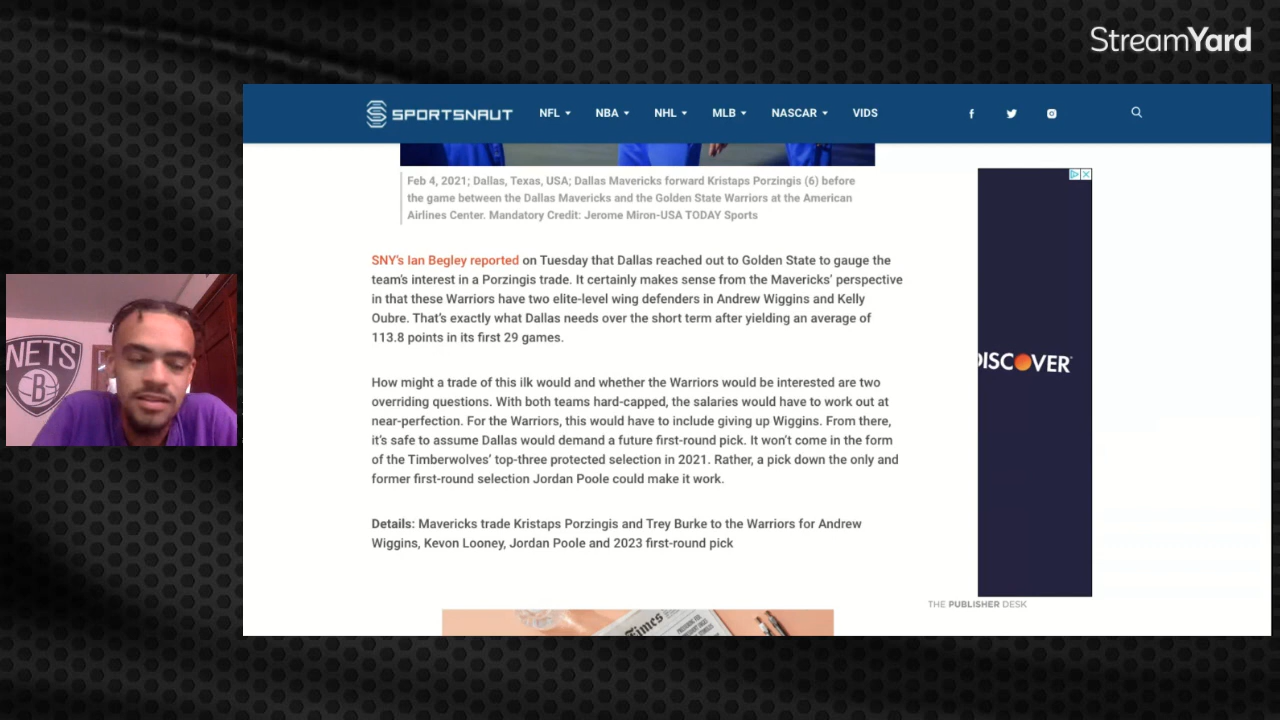 StreamYard
SPORTSNAUT NFL NBA NHL MLB NASCAR VIDS
Feb 4, 2021; Dallas, Texas, USA; Dallas Mavericks forward Kristaps Porzingis (6) before
the game between the Dallas Mavericks and the Golden State Warriors at the American
Airlines Center. Mandatory Credit: Jerome Miron-USA TODAY Sports
SNY's Ian Begley reported on Tuesday that Dallas reached out to Golden State to gauge the
team's interest in a Porzingis trade. It certainly makes sense from the Mavericks' perspective
in that these Warriors have two elite-level wing defenders in Andrew Wiggins and Kelly
Oubre. That's exactly what Dallas needs over the short term after yielding an average of
113.8 points in its first 29 games.
How might a trade of this ilk would and whether the Warriors would be interested are two
overriding questions. With both teams hard-capped, the salaries would have to work out at
near-perfection. For the Warriors, this would have to include giving up Wiggins. From there,
it's safe to assume Dallas would demand a future first-round pick. It won't come in the form
of the Timberwolves' top-three protected selection in 2021. Rather, a pick down the only and
former first-round selection Jordan Poole could make it work.
Details: Mavericks trade Kristaps Porzingis and Trey Burke to the Warriors for Andrew
Wiggins, Kevon Looney, Jordan Poole and 2023 first-round pick
DISCOVER
THE PUBLISHER DESK
NETS
B
Times